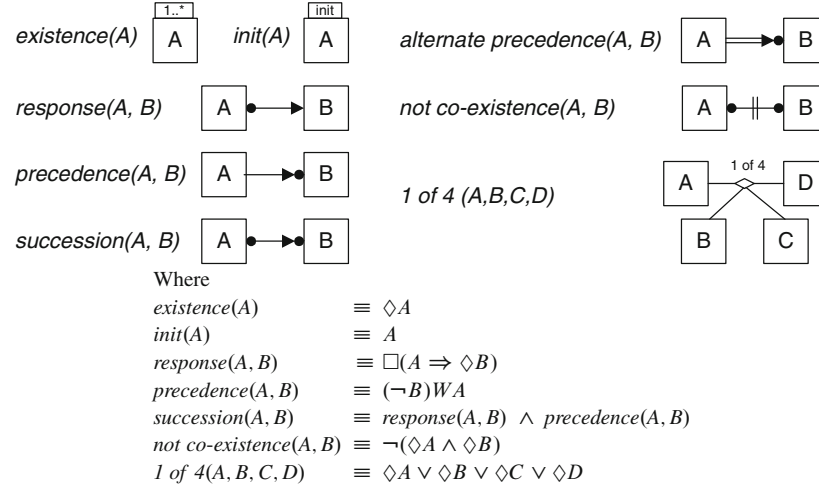 existence(A) 1..* A init(A) init A alternate precedence(A, B) A B
response(A, B) A B not co-existence(A, B) A B
precedence(A, B) A B 1 of 4 (A,B,C,D) 1 of 4 A D B C
succession(A, B) A B
Where
existence(A) ≡ ◇A
init(A) ≡ A
response(A, B) ≡ □(A ⇒ ◇B)
precedence(A, B) ≡ (¬B)WA
succession(A, B) ≡ response(A, B) ∧ precedence(A, B)
not co-existence(A, B) ≡ ¬(◇A ∧ ◇B)
1 of 4(A, B, C, D) ≡ ◇A ∨ ◇B ∨ ◇C ∨ ◇D